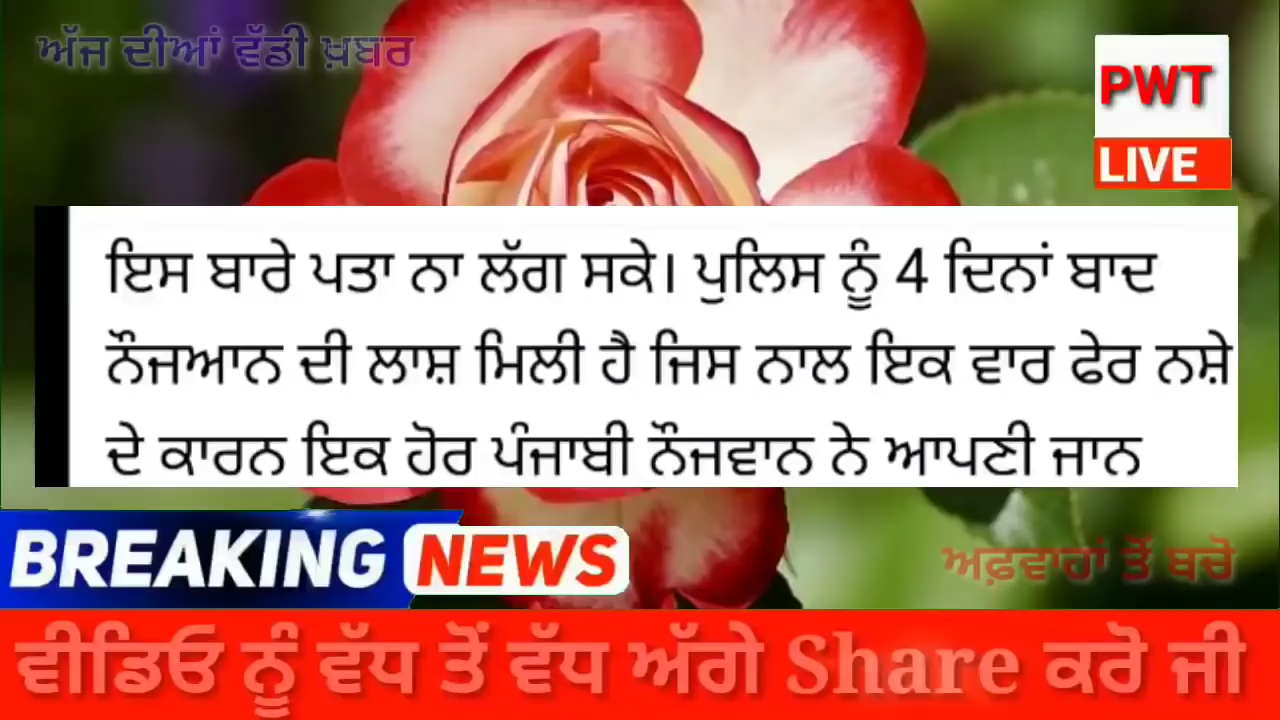 ਅੱਜ ਦੀਆਂ ਵੱਡੀ ਖ਼ਬਰ
PWT
LIVE
ਇਸ ਬਾਰੇ ਪਤਾ ਨਾ ਲੱਗ ਸਕੇ। ਪੁਲਿਸ ਨੂੰ 4 ਦਿਨਾਂ ਬਾਦ
ਨੌਜਆਨ ਦੀ ਲਾਸ਼ ਮਿਲੀ ਹੈ ਜਿਸ ਨਾਲ ਇਕ ਵਾਰ ਫੇਰ ਨਸ਼ੇ
ਦੇ ਕਾਰਨ ਇਕ ਹੋਰ ਪੰਜਾਬੀ ਨੌਜਵਾਨ ਨੇ ਆਪਣੀ ਜਾਨ
BREAKING NEWS
ਅਫ਼ਵਾਹਾਂ ਤੋਂ ਬਚੋ
ਵੀਡਿਓ ਨੂੰ ਵੱਧ ਤੋਂ ਵੱਧ ਅੱਗੇ Share ਕਰੋ ਜੀ